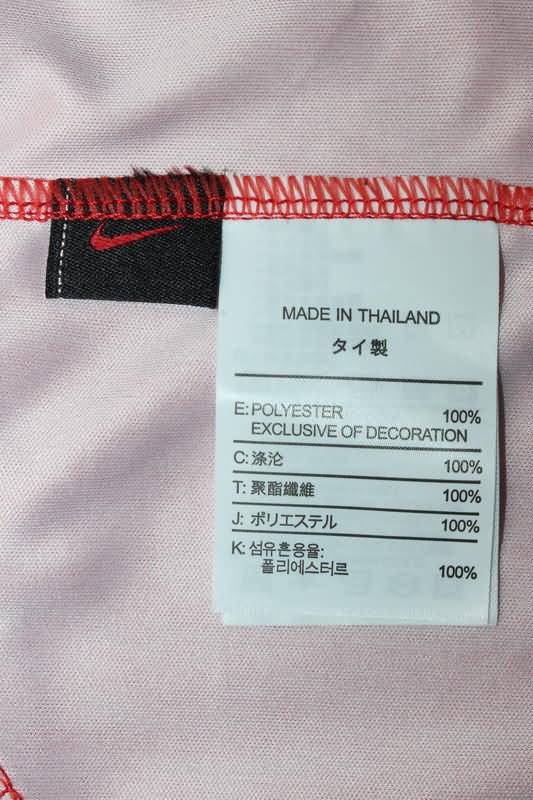 MADE IN THAILAND
タイ製
E: POLYESTER 100%
EXCLUSIVE OF DECORATION
C: 涤沦 100%
T: 聚酯纖維 100%
J: ポリエステル 100%
K: 섬유혼용율:
폴리에스터르 100%